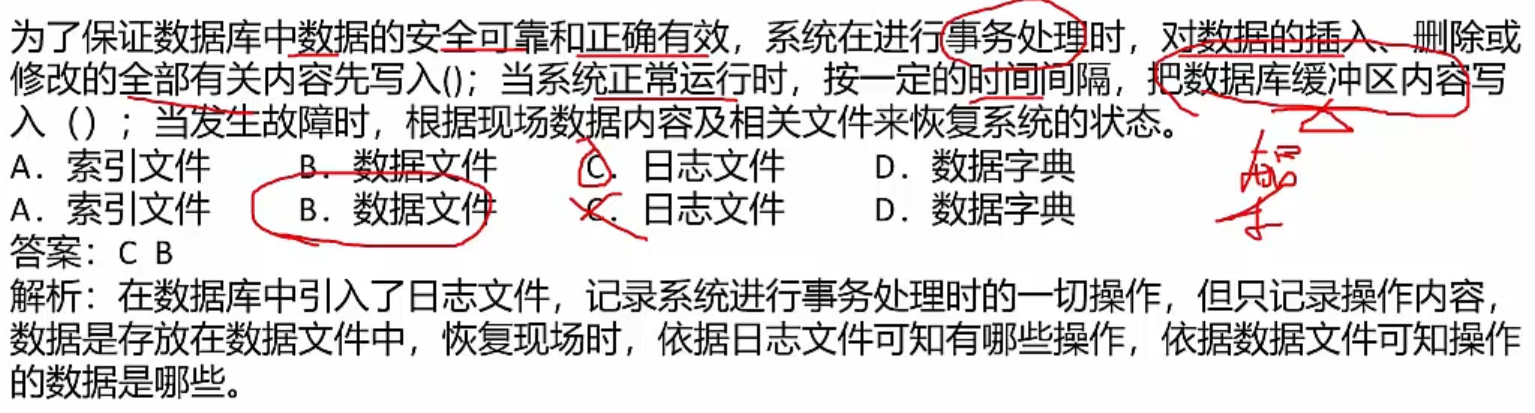 为了保证数据库中数据的安全可靠和正确有效，系统在进行事务处理时，对数据的插入、删除或
修改的全部有关内容先写入()；当系统正常运行时，按一定的时间间隔，把数据库缓冲区内容写
入（）；当发生故障时，根据现场数据内容及相关文件来恢复系统的状态。
A．索引文件 B．数据文件 C．日志文件 D．数据字典
A．索引文件 B．数据文件 C．日志文件 D．数据字典
答案：C B
解析：在数据库中引入了日志文件，记录系统进行事务处理时的一切操作，但只记录操作内容，
数据是存放在数据文件中，恢复现场时，依据日志文件可知有哪些操作，依据数据文件可知操作
的数据是哪些。